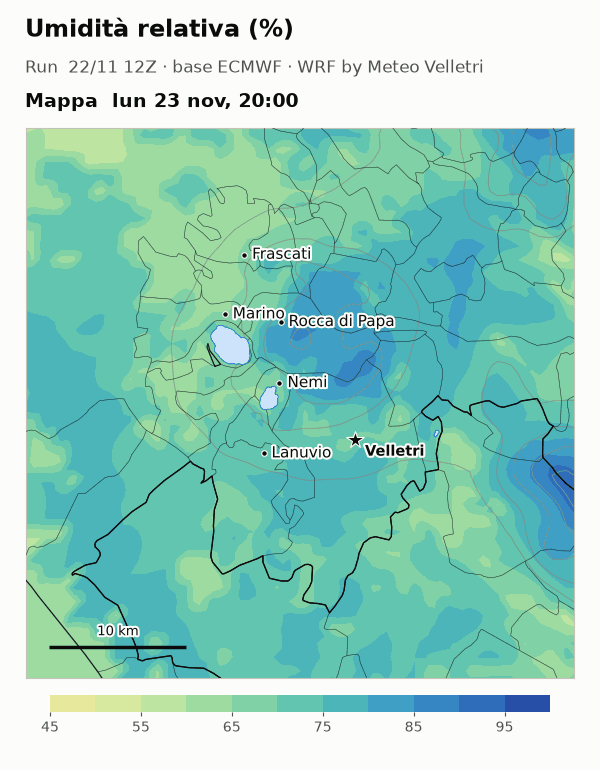 Umidità relativa (%)
Run  22/11 12Z · base ECMWF · WRF by Meteo Velletri
Mappa  lun 23 nov, 20:00
Frascati
Marino
Rocca di Papa
Nemi
Velletri
Lanuvio
10 km
45 55 65 75 85 95